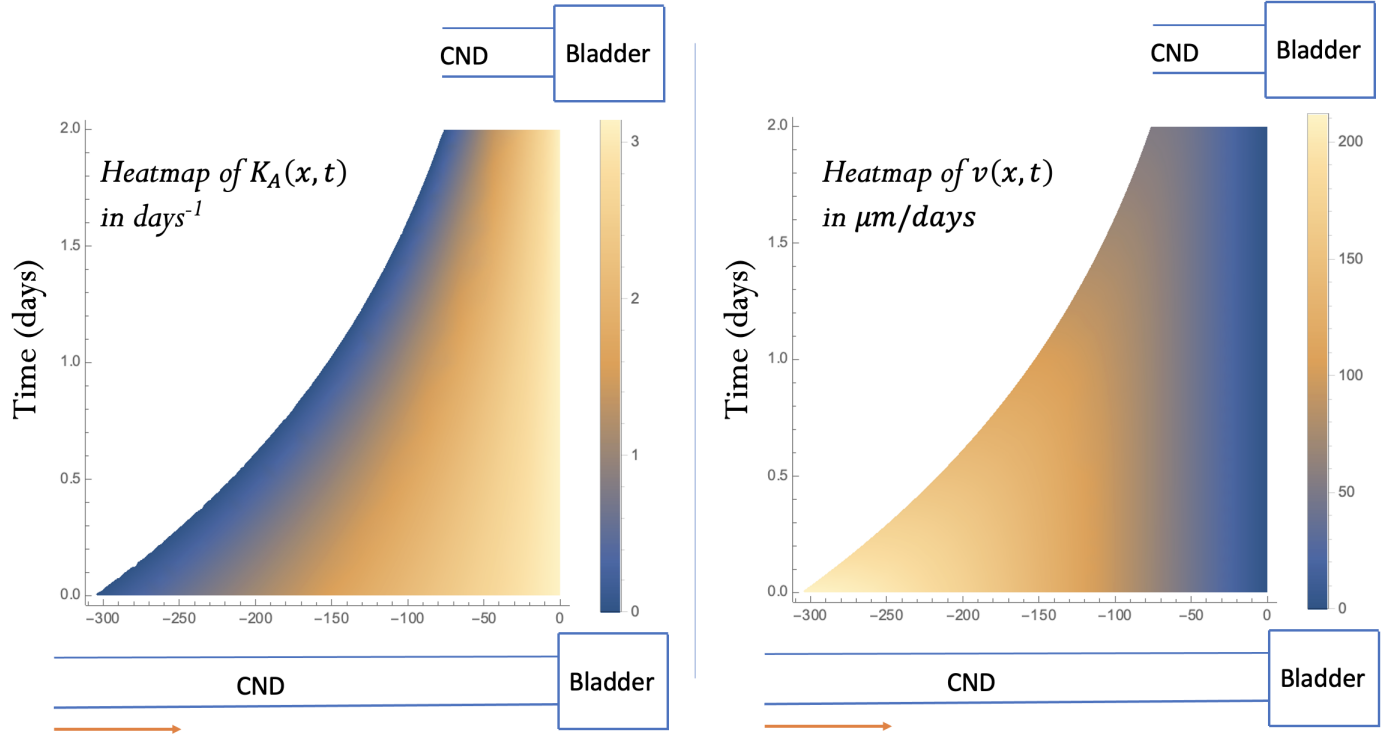 CND
Bladder
CND
Bladder
Heatmap of K_A(x, t)
in days⁻¹
Time (days)
2.0
1.5
1.0
0.5
0.0
−300
−250
−200
−150
−100
−50
0
3
2
1
0
CND
Bladder
Heatmap of v(x, t)
in μm/days
Time (days)
2.0
1.5
1.0
0.5
0.0
−300
−250
−200
−150
−100
−50
0
200
150
100
50
0
CND
Bladder